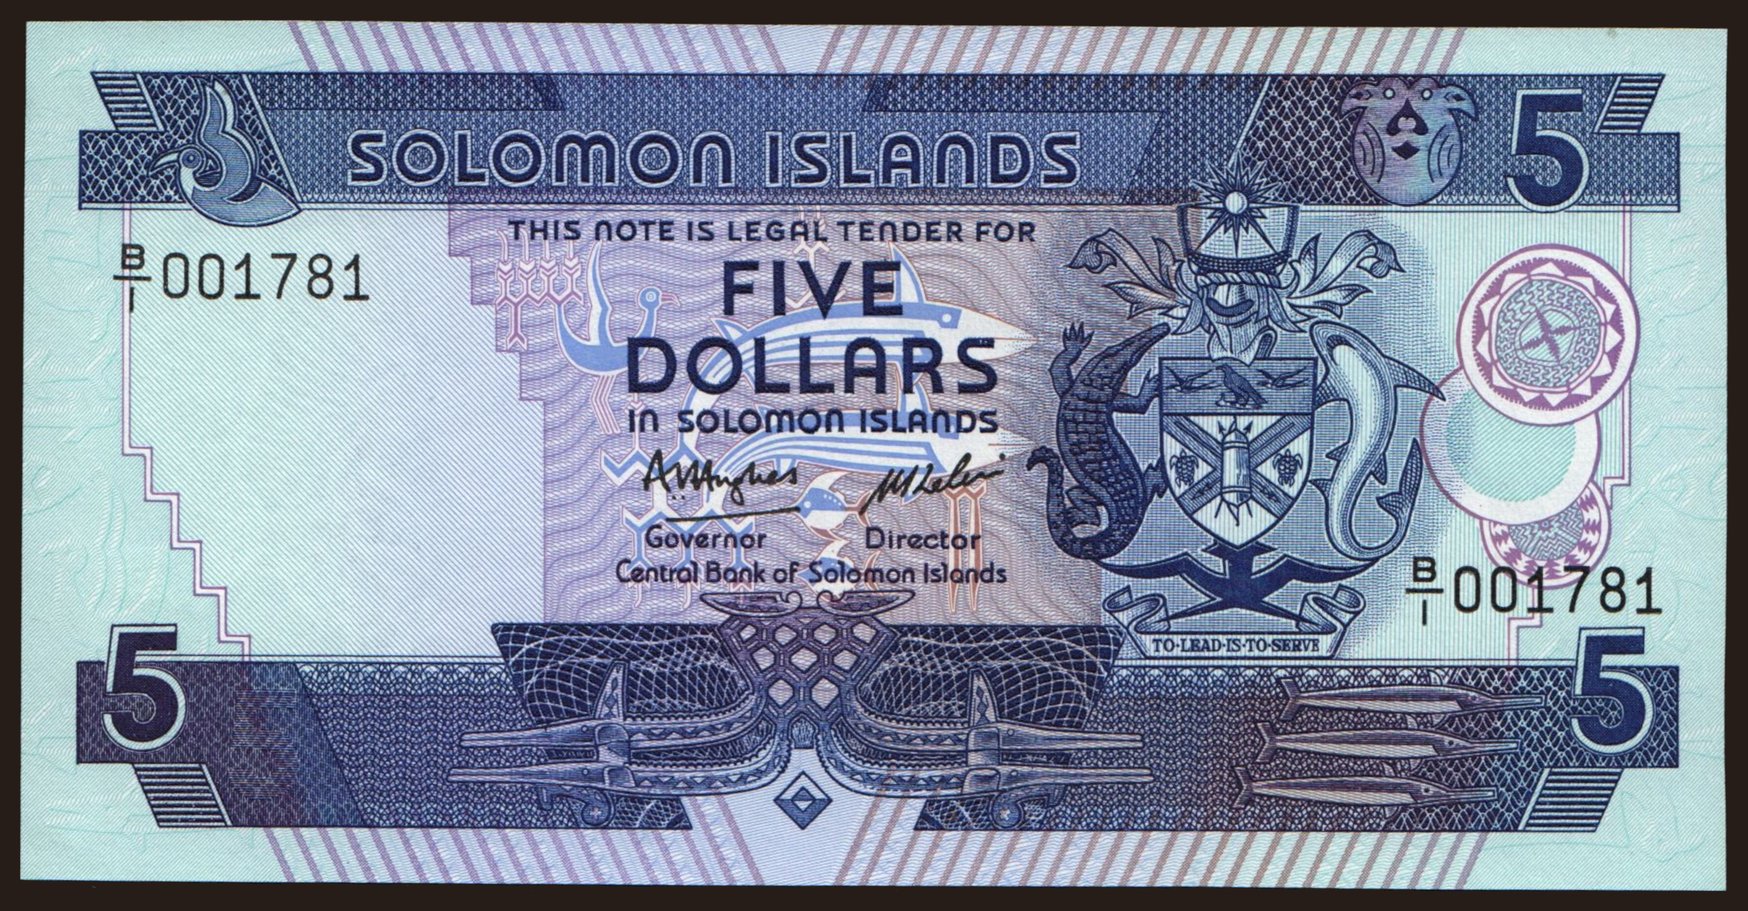 SOLOMON ISLANDS
5
THIS NOTE IS LEGAL TENDER FOR
B/1 001781
FIVE
DOLLARS
IN SOLOMON ISLANDS
Governor Director
Central Bank of Solomon Islands
B/1 001781
TO·LEAD·IS·TO·SERVE
5
5